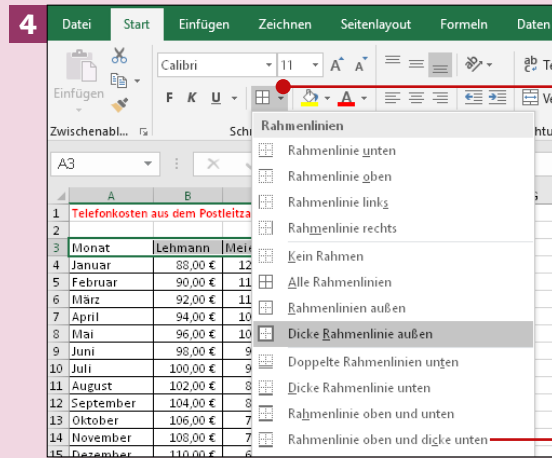 4
Datei Start Einfügen Zeichnen Seitenlayout Formeln Daten
Calibri 11 A A ab
Einfügen F K U A
Zwischenabl...
A3
Rahmenlinien
Rahmenlinie unten
Rahmenlinie oben
Rahmenlinie links
Rahmenlinie rechts
Kein Rahmen
Alle Rahmenlinien
Rahmenlinien außen
Dicke Rahmenlinie außen
Doppelte Rahmenlinien unten
Dicke Rahmenlinie unten
Rahmenlinie oben und unten
Rahmenlinie oben und dicke unten
A B
1 Telefonkosten aus dem
2
3 Monat Lehmann
4 Januar 88,00 €
5 Februar 90,00 €
6 März 92,00 €
7 April 94,00 €
8 Mai 96,00 €
9 Juni 98,00 €
10 Juli 100,00 €
11 August 102,00 €
12 September 104,00 €
13 Oktober 106,00 €
14 November 108,00 €
15 Dezember 110,00 €